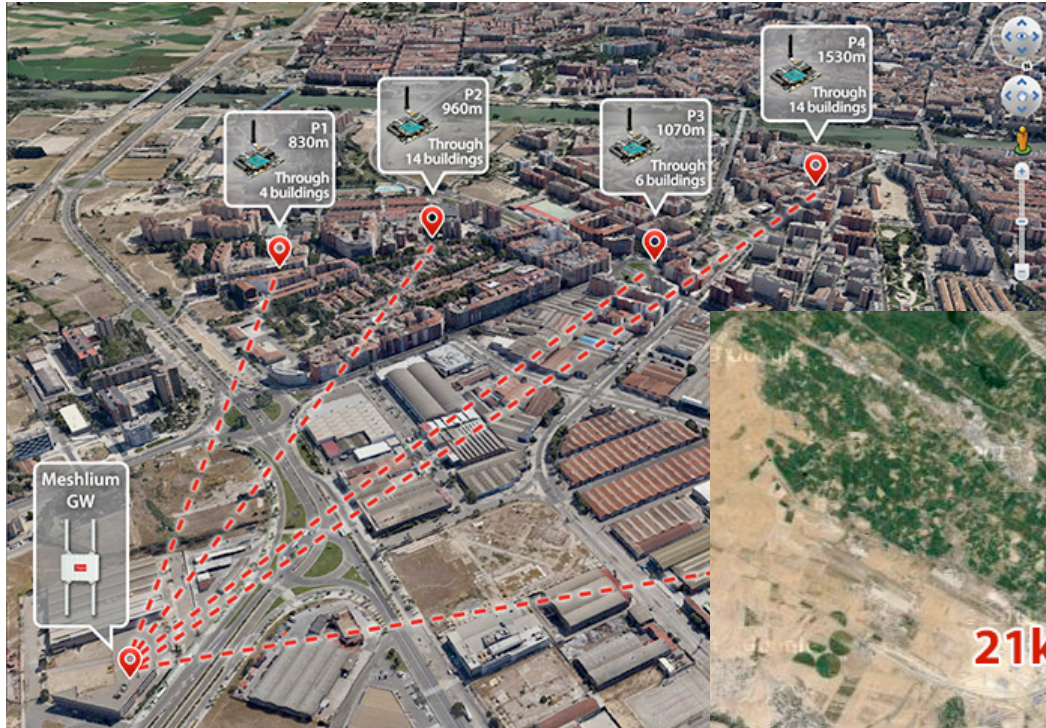 P4
1530m
Through
14 buildings
P2
960m
Through
14 buildings
P3
1070m
Through
6 buildings
P1
830m
Through
4 buildings
Meshlium
GW
21k
N